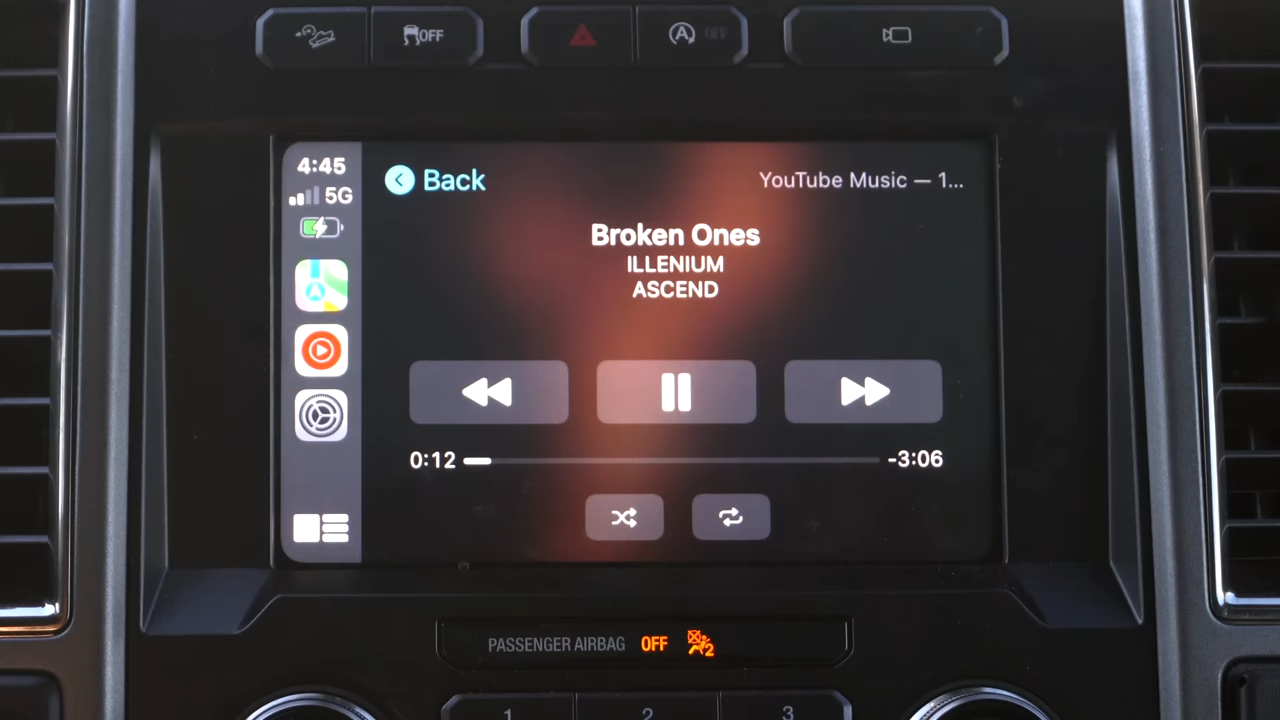 OFF
A OFF
4:45
5G
Back
YouTube Music — 1...
Broken Ones
ILLENIUM
ASCEND
0:12
-3:06
PASSENGER AIRBAG OFF 2
1 2 3